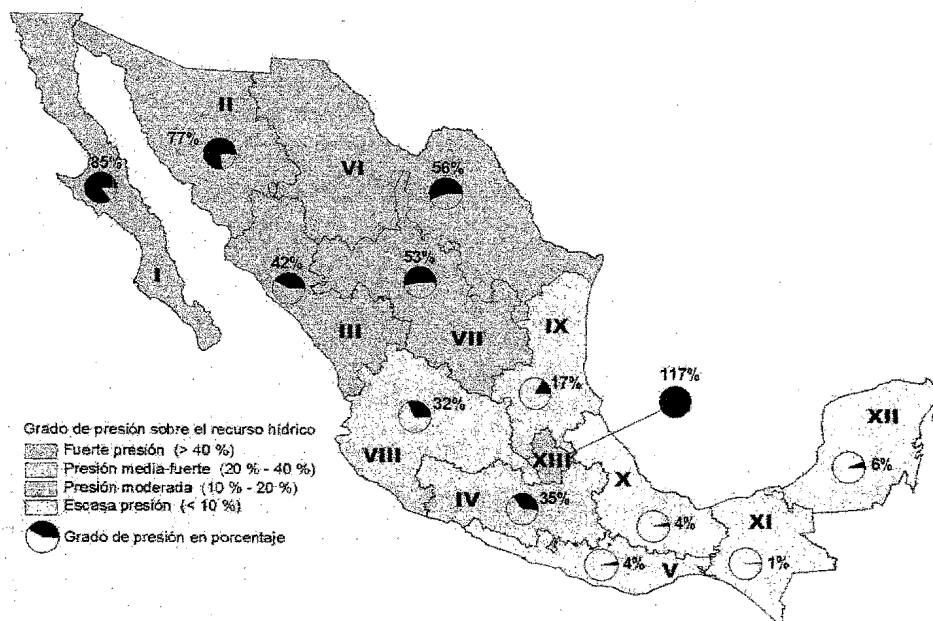 II
77%
85%
VI
56%
I
42%
53%
III
VII
IX
117%
17%
32%
XII
XIII
VIII
6%
X
IV
35%
XI
4%
4%
V
1%
Grado de presión sobre el recurso hídrico
Fuerte presión (> 40 %)
Presión media-fuerte (20 % - 40 %)
Presión moderada (10 % - 20 %)
Escasa presión (< 10 %)
Grado de presión en porcentaje